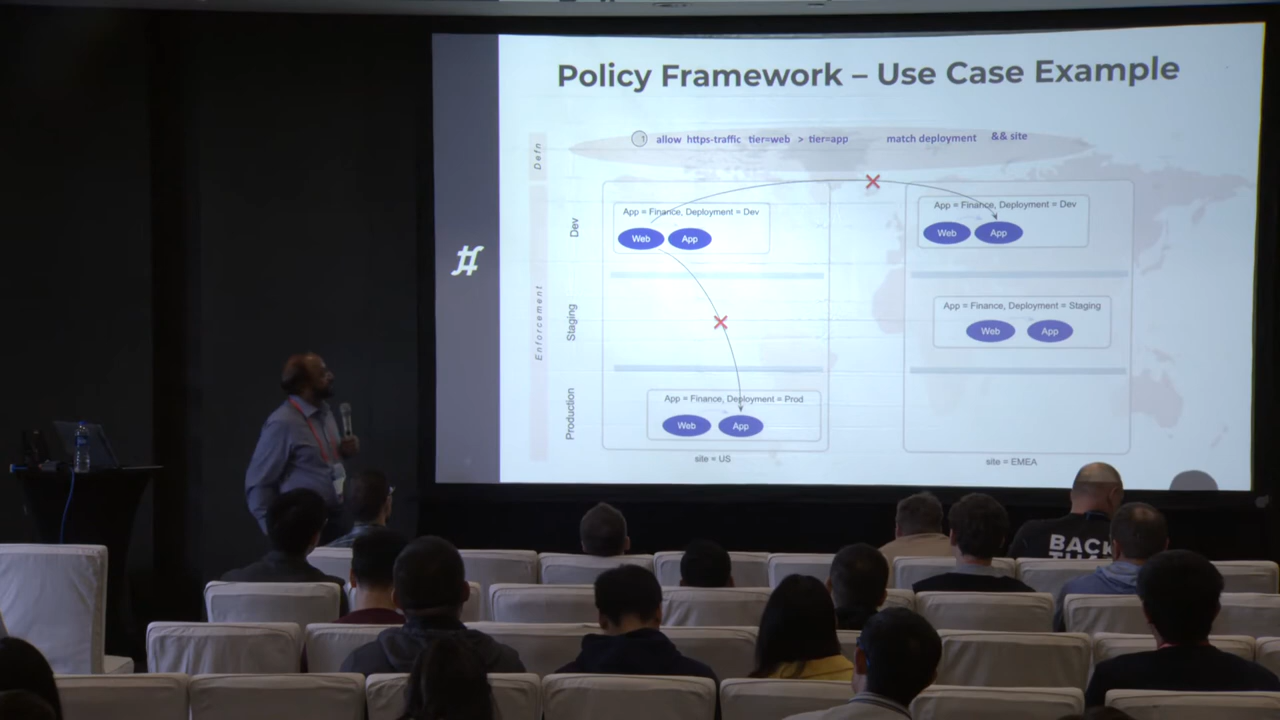 Policy Framework – Use Case Example
Defn
1 allow https-traffic tier=web > tier=app match deployment && site
Enforcement
Dev
App = Finance, Deployment = Dev
Web App
App = Finance, Deployment = Dev
Web App
Staging
App = Finance, Deployment = Staging
Web App
Production
App = Finance, Deployment = Prod
Web App
site = US
site = EMEA
BACK